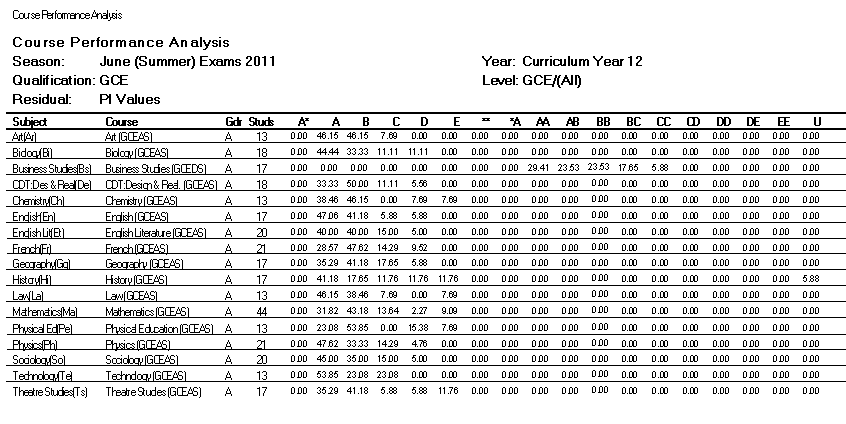 Course Performance Analysis
Course Performance Analysis
Season: June (Summer) Exams 2011 Year: Curriculum Year 12
Qualification: GCE Level: GCE/(All)
Residual: PI Values
Subject Course Gdr Studs A* A B C D E ** *A AA AB BB BC CC CD DD DE EE U
Art(Ar) Art (GCEAS) A 13 0.00 46.15 46.15 7.69 0.00 0.00 0.00 0.00 0.00 0.00 0.00 0.00 0.00 0.00 0.00 0.00 0.00 0.00
Biology(Bi) Biology (GCEAS) A 18 0.00 44.44 33.33 11.11 11.11 0.00 0.00 0.00 0.00 0.00 0.00 0.00 0.00 0.00 0.00 0.00 0.00 0.00
Business Studies(Bs) Business Studies (GCEDS) A 17 0.00 0.00 0.00 0.00 0.00 0.00 0.00 0.00 29.41 23.53 23.53 17.65 5.88 0.00 0.00 0.00 0.00 0.00
CDT:Des & Real(De) CDT:Design & Real. (GCEAS) A 18 0.00 33.33 50.00 11.11 5.56 0.00 0.00 0.00 0.00 0.00 0.00 0.00 0.00 0.00 0.00 0.00 0.00 0.00
Chemistry(Ch) Chemistry (GCEAS) A 13 0.00 38.46 46.15 0.00 7.69 7.69 0.00 0.00 0.00 0.00 0.00 0.00 0.00 0.00 0.00 0.00 0.00 0.00
English(En) English (GCEAS) A 17 0.00 47.06 41.18 5.88 5.88 0.00 0.00 0.00 0.00 0.00 0.00 0.00 0.00 0.00 0.00 0.00 0.00 0.00
English Lit(Et) English Literature (GCEAS) A 20 0.00 40.00 40.00 15.00 5.00 0.00 0.00 0.00 0.00 0.00 0.00 0.00 0.00 0.00 0.00 0.00 0.00 0.00
French(Fr) French (GCEAS) A 21 0.00 28.57 47.62 14.29 9.52 0.00 0.00 0.00 0.00 0.00 0.00 0.00 0.00 0.00 0.00 0.00 0.00 0.00
Geography(Gg) Geography (GCEAS) A 17 0.00 35.29 41.18 17.65 5.88 0.00 0.00 0.00 0.00 0.00 0.00 0.00 0.00 0.00 0.00 0.00 0.00 0.00
History(Hi) History (GCEAS) A 17 0.00 41.18 17.65 11.76 11.76 11.76 0.00 0.00 0.00 0.00 0.00 0.00 0.00 0.00 0.00 0.00 0.00 5.88
Law(La) Law (GCEAS) A 13 0.00 46.15 38.46 7.69 0.00 7.69 0.00 0.00 0.00 0.00 0.00 0.00 0.00 0.00 0.00 0.00 0.00 0.00
Mathematics(Ma) Mathematics (GCEAS) A 44 0.00 31.82 43.18 13.64 2.27 9.09 0.00 0.00 0.00 0.00 0.00 0.00 0.00 0.00 0.00 0.00 0.00 0.00
Physical Ed(Pe) Physical Education (GCEAS) A 13 0.00 23.08 53.85 0.00 15.38 7.69 0.00 0.00 0.00 0.00 0.00 0.00 0.00 0.00 0.00 0.00 0.00 0.00
Physics(Ph) Physics (GCEAS) A 21 0.00 47.62 33.33 14.29 4.76 0.00 0.00 0.00 0.00 0.00 0.00 0.00 0.00 0.00 0.00 0.00 0.00 0.00
Sociology(So) Sociology (GCEAS) A 20 0.00 45.00 35.00 15.00 5.00 0.00 0.00 0.00 0.00 0.00 0.00 0.00 0.00 0.00 0.00 0.00 0.00 0.00
Technology(Te) Technology (GCEAS) A 13 0.00 53.85 23.08 23.08 0.00 0.00 0.00 0.00 0.00 0.00 0.00 0.00 0.00 0.00 0.00 0.00 0.00 0.00
Theatre Studies(Ts) Theatre Studies (GCEAS) A 17 0.00 35.29 41.18 5.88 5.88 11.76 0.00 0.00 0.00 0.00 0.00 0.00 0.00 0.00 0.00 0.00 0.00 0.00